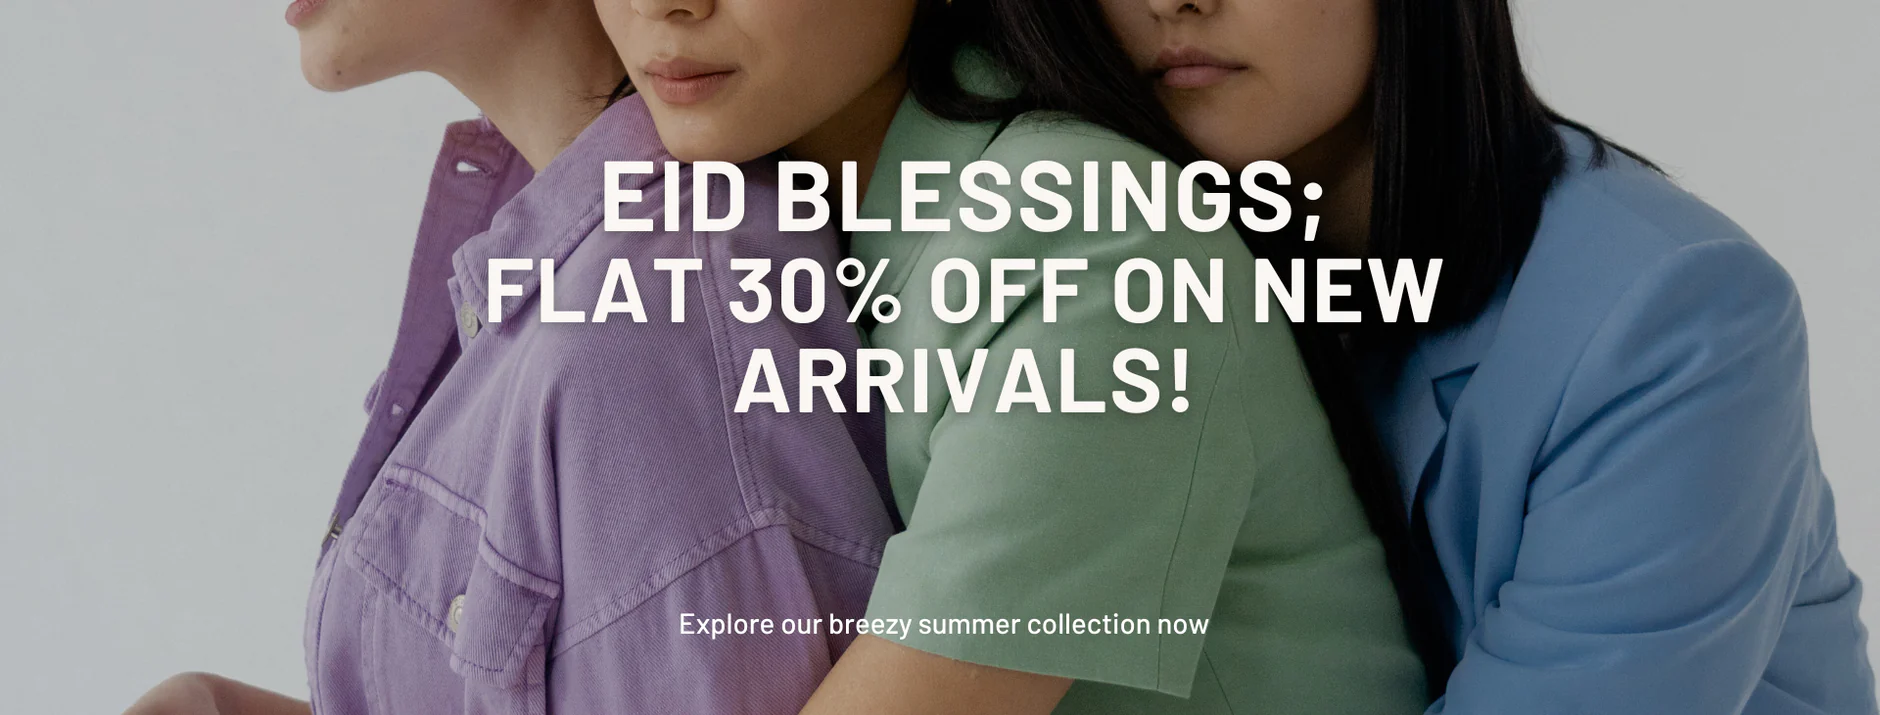 EID BLESSINGS;
FLAT 30% OFF ON NEW
ARRIVALS!
Explore our breezy summer collection now